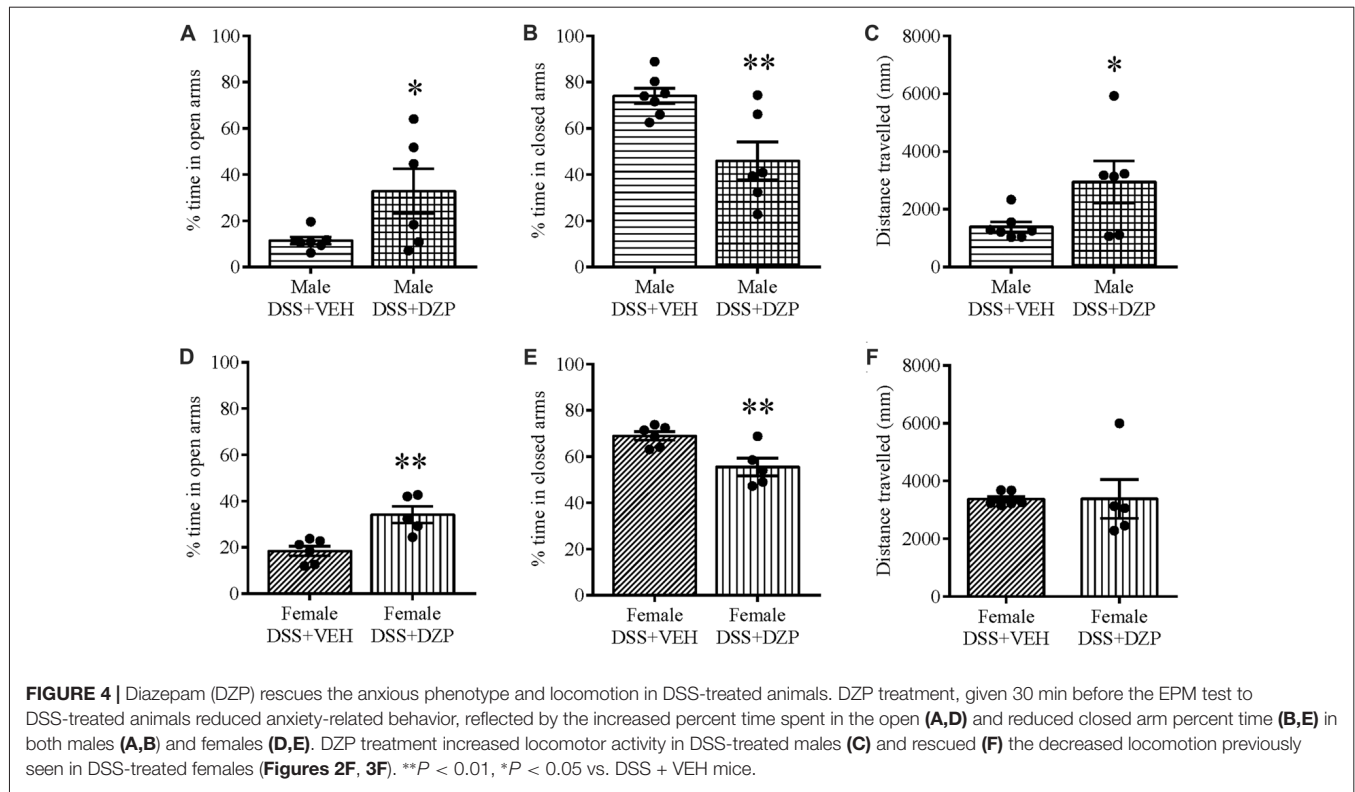 A
% time in open arms
100
80
60
40
20
0
*
Male
DSS+VEH
Male
DSS+DZP
B
% time in closed arms
100
80
60
40
20
0
**
Male
DSS+VEH
Male
DSS+DZP
C
Distance travelled (mm)
8000
6000
4000
2000
0
*
Male
DSS+VEH
Male
DSS+DZP
D
% time in open arms
100
80
60
40
20
0
**
Female
DSS+VEH
Female
DSS+DZP
E
% time in closed arms
100
80
60
40
20
0
**
Female
DSS+VEH
Female
DSS+DZP
F
Distance travelled (mm)
8000
6000
4000
2000
0
Female
DSS+VEH
Female
DSS+DZP
FIGURE 4 | Diazepam (DZP) rescues the anxious phenotype and locomotion in DSS-treated animals. DZP treatment, given 30 min before the EPM test to
DSS-treated animals reduced anxiety-related behavior, reflected by the increased percent time spent in the open (A,D) and reduced closed arm percent time (B,E) in
both males (A,B) and females (D,E). DZP treatment increased locomotor activity in DSS-treated males (C) and rescued (F) the decreased locomotion previously
seen in DSS-treated females (Figures 2F, 3F). **P < 0.01, *P < 0.05 vs. DSS + VEH mice.